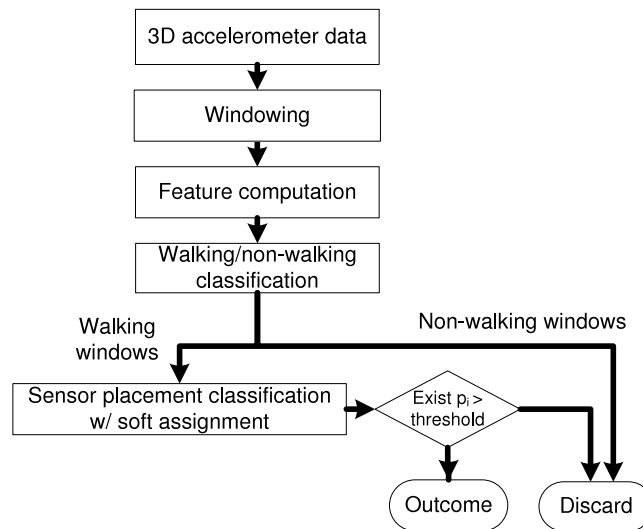 3D accelerometer data
Windowing
Feature computation
Walking/non-walking
classification
Walking
windows
Non-walking windows
Sensor placement classification
w/ soft assignment
Exist pᵢ >
threshold
Outcome
Discard